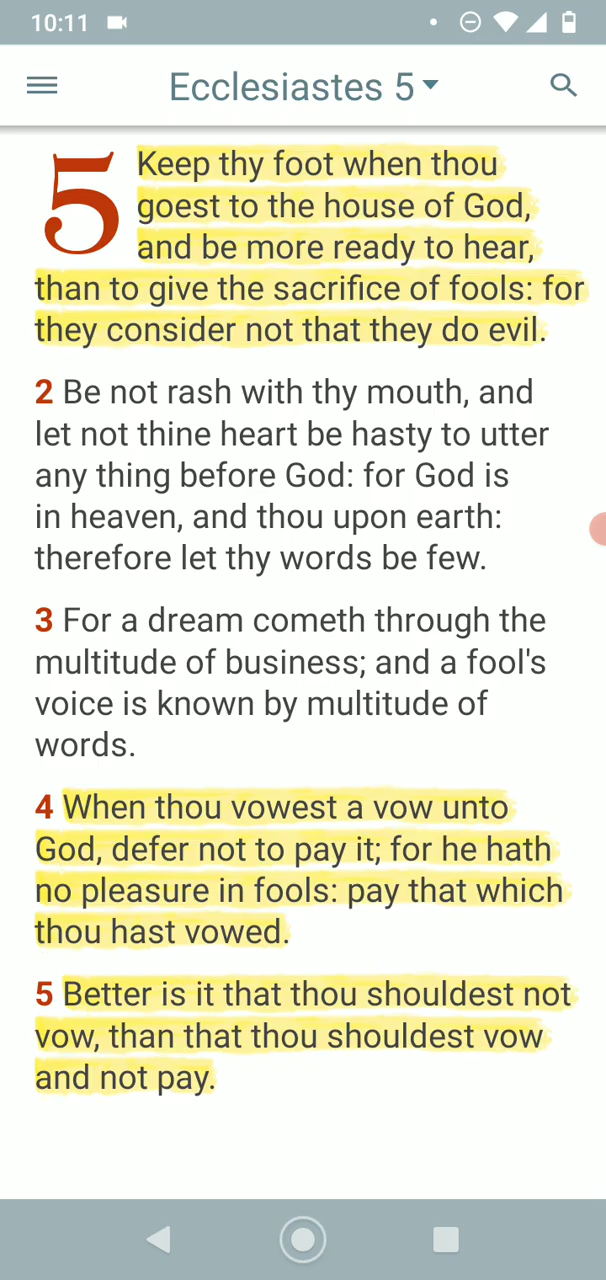 10:11
Ecclesiastes 5
5 Keep thy foot when thou
goest to the house of God,
and be more ready to hear,
than to give the sacrifice of fools: for
they consider not that they do evil.
2 Be not rash with thy mouth, and
let not thine heart be hasty to utter
any thing before God: for God is
in heaven, and thou upon earth:
therefore let thy words be few.
3 For a dream cometh through the
multitude of business; and a fool's
voice is known by multitude of
words.
4 When thou vowest a vow unto
God, defer not to pay it; for he hath
no pleasure in fools: pay that which
thou hast vowed.
5 Better is it that thou shouldest not
vow, than that thou shouldest vow
and not pay.